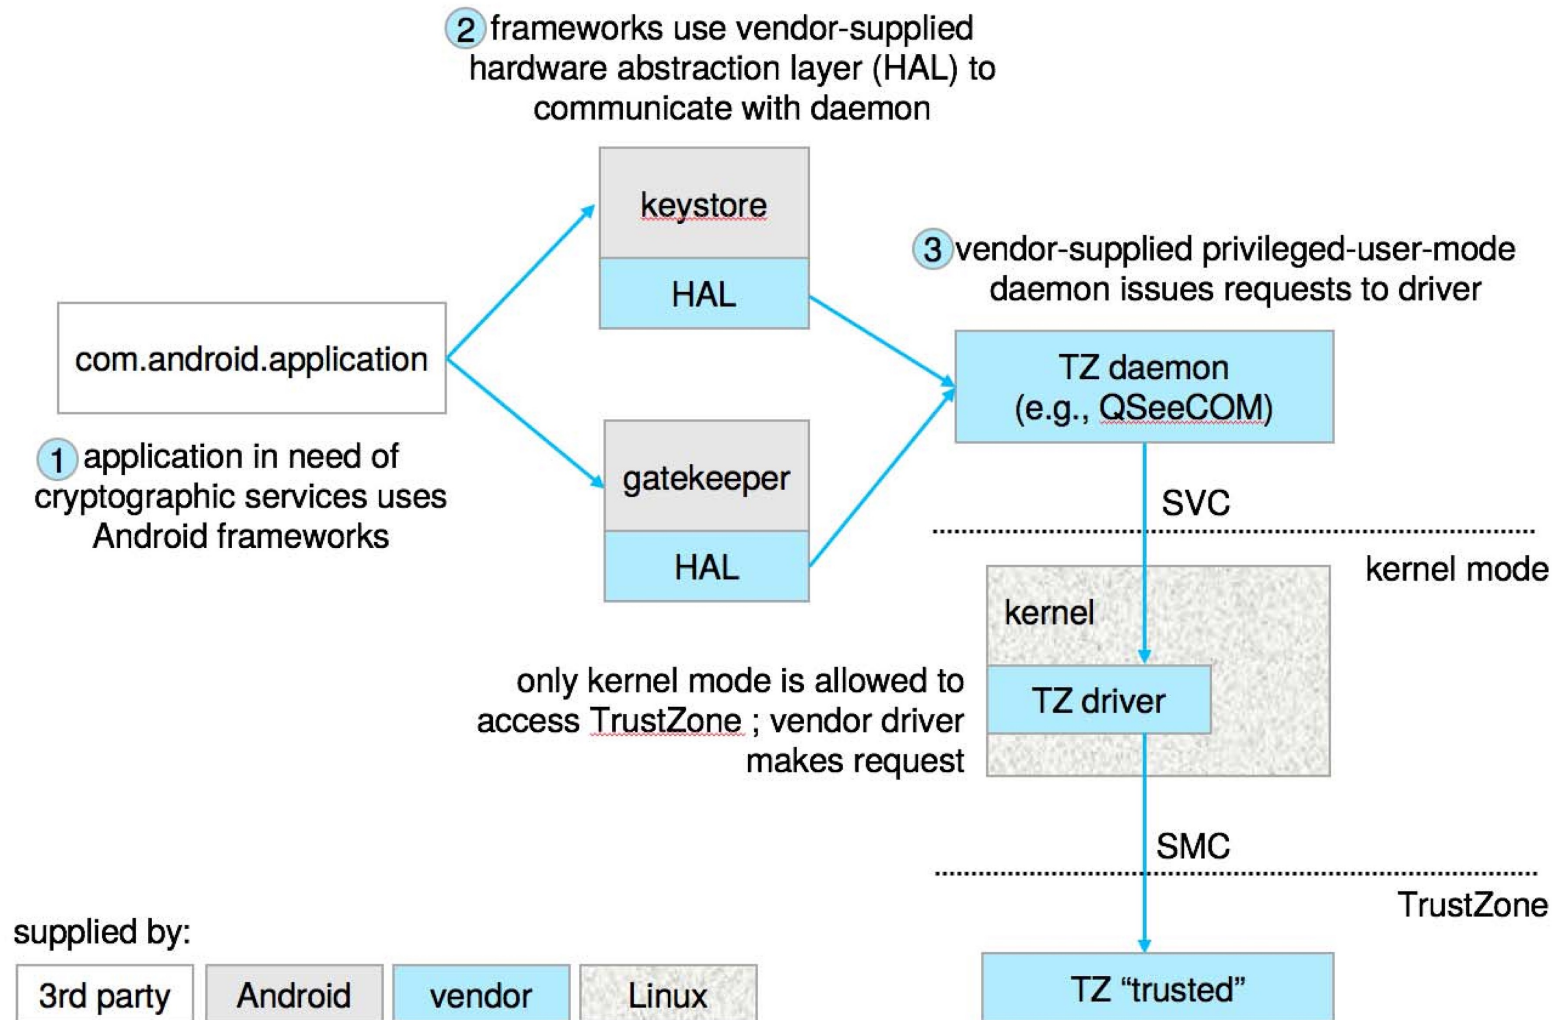 2 frameworks use vendor-supplied
hardware abstraction layer (HAL) to
communicate with daemon
keystore
HAL
3 vendor-supplied privileged-user-mode
daemon issues requests to driver
com.android.application
TZ daemon
(e.g., QSeeCOM)
1 application in need of
cryptographic services uses
Android frameworks
gatekeeper
HAL
SVC
kernel mode
kernel
only kernel mode is allowed to
access TrustZone ; vendor driver
makes request
TZ driver
SMC
TrustZone
supplied by:
3rd party
Android
vendor
Linux
TZ “trusted”